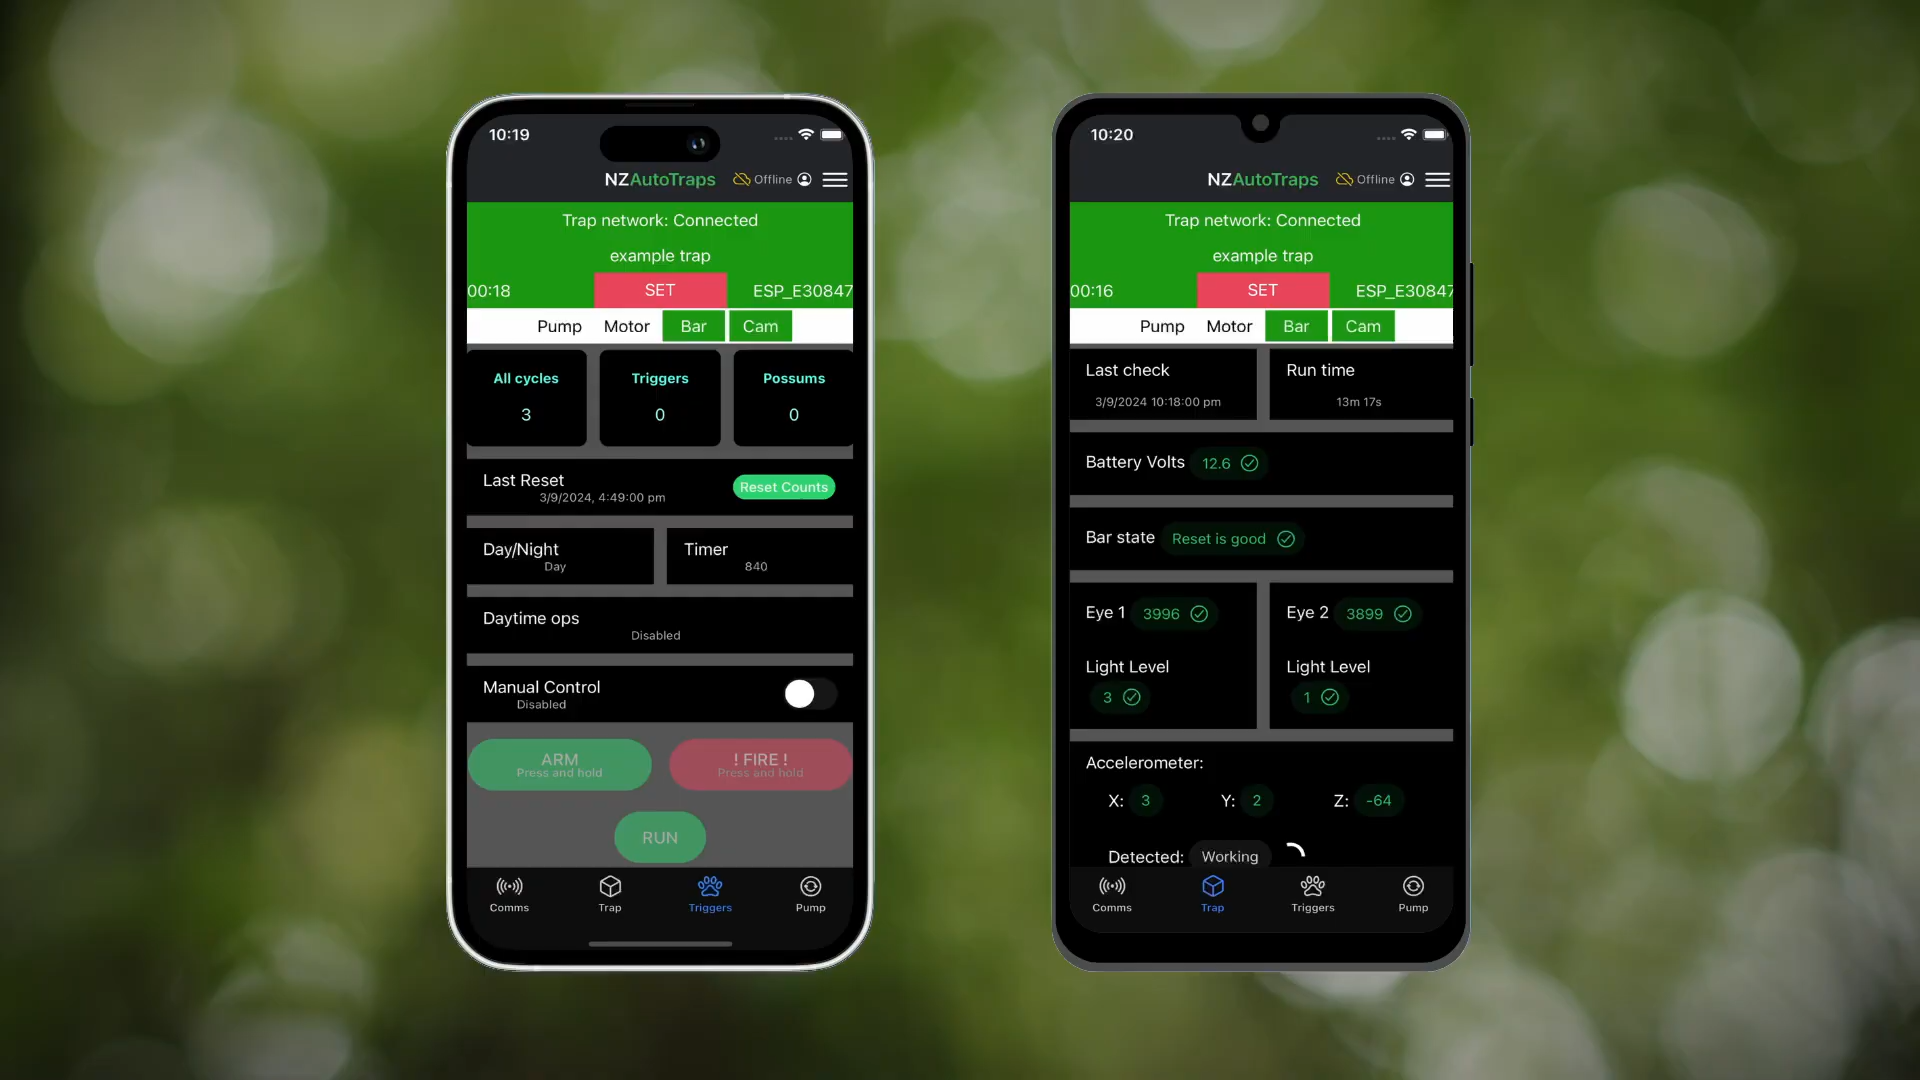 10:19
NZAutoTraps Offline
Trap network: Connected
example trap
00:18 SET ESP_E30847
Pump Motor Bar Cam
All cycles Triggers Possums
3 0 0
Last Reset
3/9/2024, 4:49:00 pm
Reset Counts
Day/Night Timer
Day 840
Daytime ops
Disabled
Manual Control
Disabled
ARM ! FIRE !
Press and hold Press and hold
RUN
Comms Trap Triggers Pump
10:20
NZAutoTraps Offline
Trap network: Connected
example trap
00:16 SET ESP_E30847
Pump Motor Bar Cam
Last check Run time
3/9/2024 10:18:00 pm 13m 17s
Battery Volts 12.6
Bar state Reset is good
Eye 1 3996 Eye 2 3899
Light Level Light Level
3 1
Accelerometer:
X: 3 Y: 2 Z: -64
Detected: Working
Comms Trap Triggers Pump